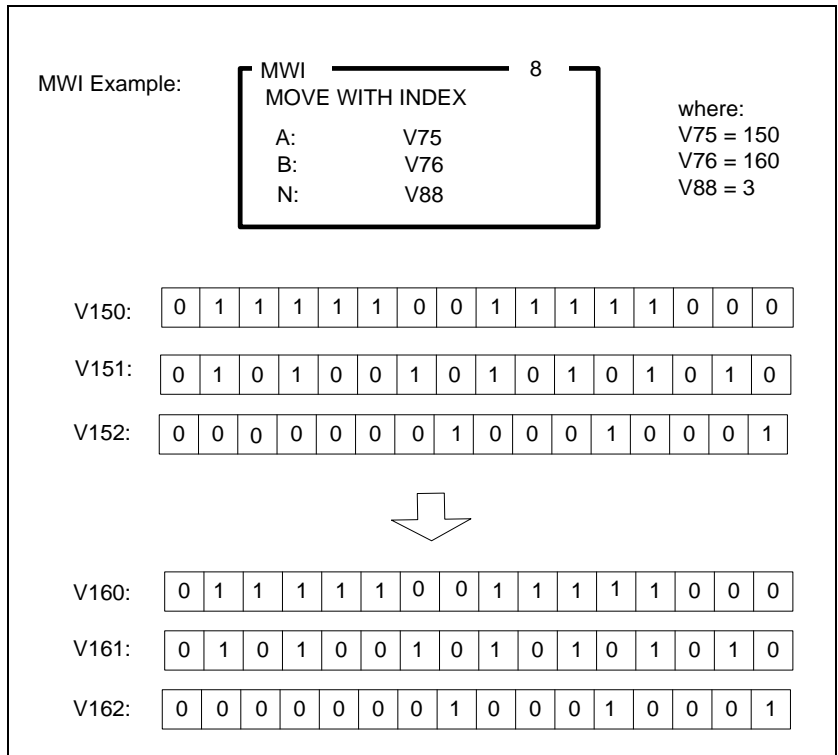 MWI Example:
MWI 8
MOVE WITH INDEX
A: V75
B: V76
N: V88
where:
V75 = 150
V76 = 160
V88 = 3
V150: 0 1 1 1 1 1 0 0 1 1 1 1 1 0 0 0
V151: 0 1 0 1 0 0 1 0 1 0 1 0 1 0 1 0
V152: 0 0 0 0 0 0 0 1 0 0 0 1 0 0 0 1
V160: 0 1 1 1 1 1 0 0 1 1 1 1 1 0 0 0
V161: 0 1 0 1 0 0 1 0 1 0 1 0 1 0 1 0
V162: 0 0 0 0 0 0 0 1 0 0 0 1 0 0 0 1